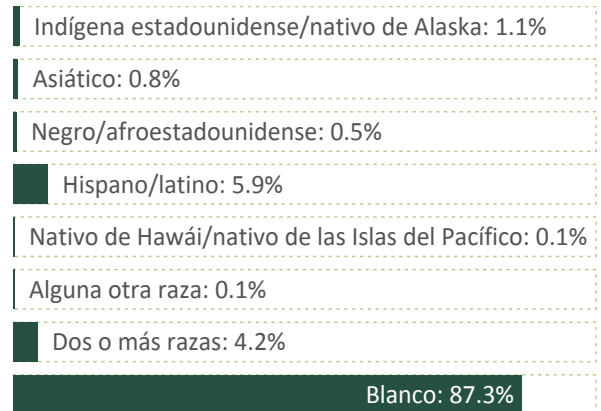 Indígena estadounidense/nativo de Alaska: 1.1%
Asiático: 0.8%
Negro/afroestadounidense: 0.5%
Hispano/latino: 5.9%
Nativo de Hawái/nativo de las Islas del Pacífico: 0.1%
Alguna otra raza: 0.1%
Dos o más razas: 4.2%
Blanco: 87.3%